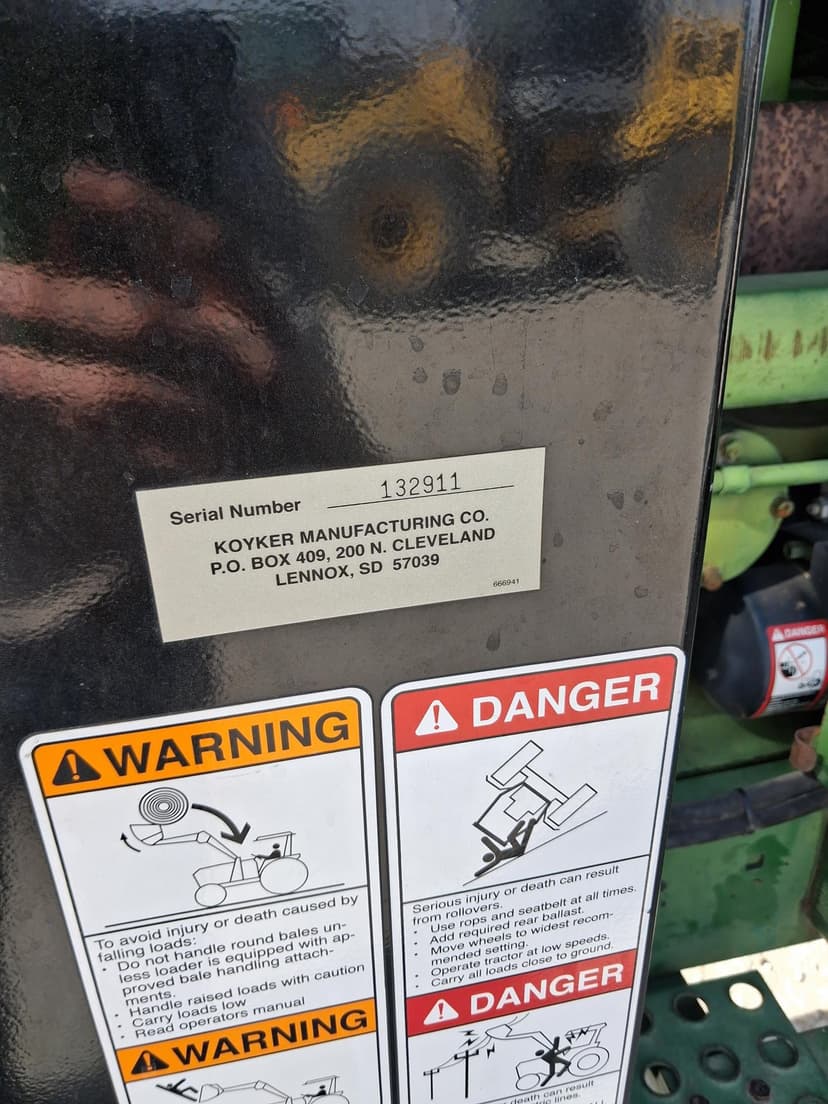 Serial Number 132911
KOYKER MANUFACTURING CO.
P.O. BOX 409, 200 N. CLEVELAND
LENNOX, SD 57039
666941
WARNING
To avoid injury or death caused by
falling loads:
· Do not handle round bales un-
less loader is equipped with ap-
proved bale handling attach-
ments.
· Handle raised loads with caution
· Carry loads low
· Read operators manual
WARNING
DANGER
Serious injury or death can result
from rollovers.
· Use rops and seatbelt at all times.
· Add required rear ballast.
· Move wheels to widest recom-
mended setting.
· Operate tractor at low speeds.
· Carry all loads close to ground.
DANGER
death can result
lines.
DANGER